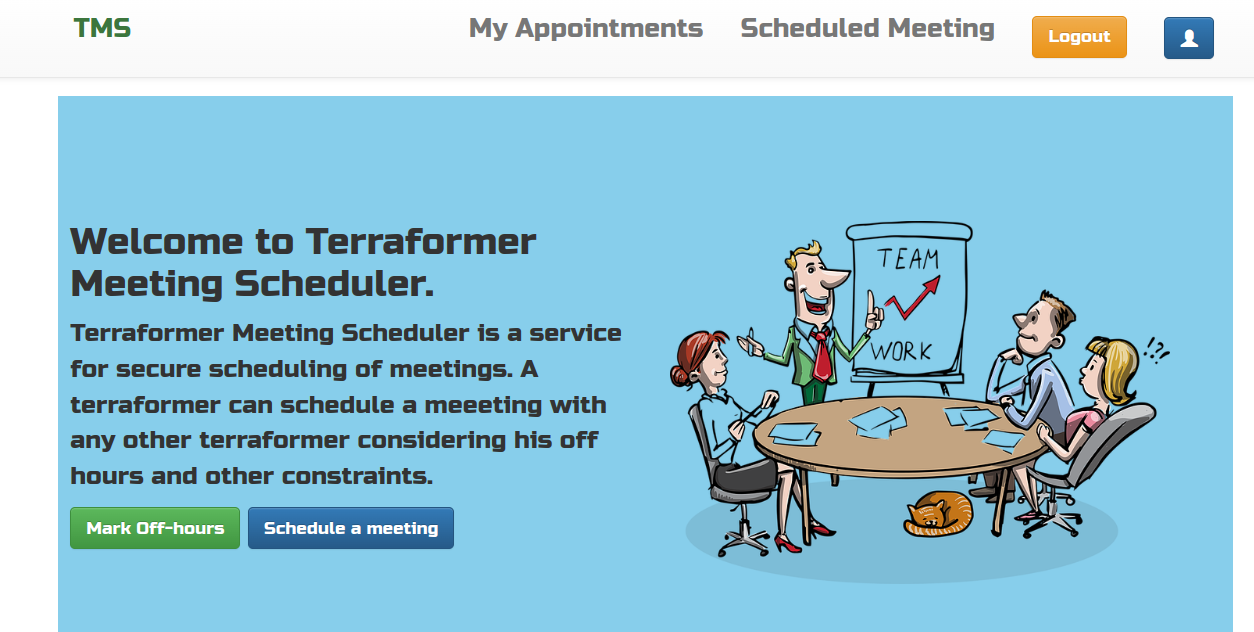 TMS My Appointments Scheduled Meeting Logout
Welcome to Terraformer
Meeting Scheduler.
Terraformer Meeting Scheduler is a service
for secure scheduling of meetings. A
terraformer can schedule a meeeting with
any other terraformer considering his off
hours and other constraints.
Mark Off-hours Schedule a meeting
TEAM
WORK
!?!